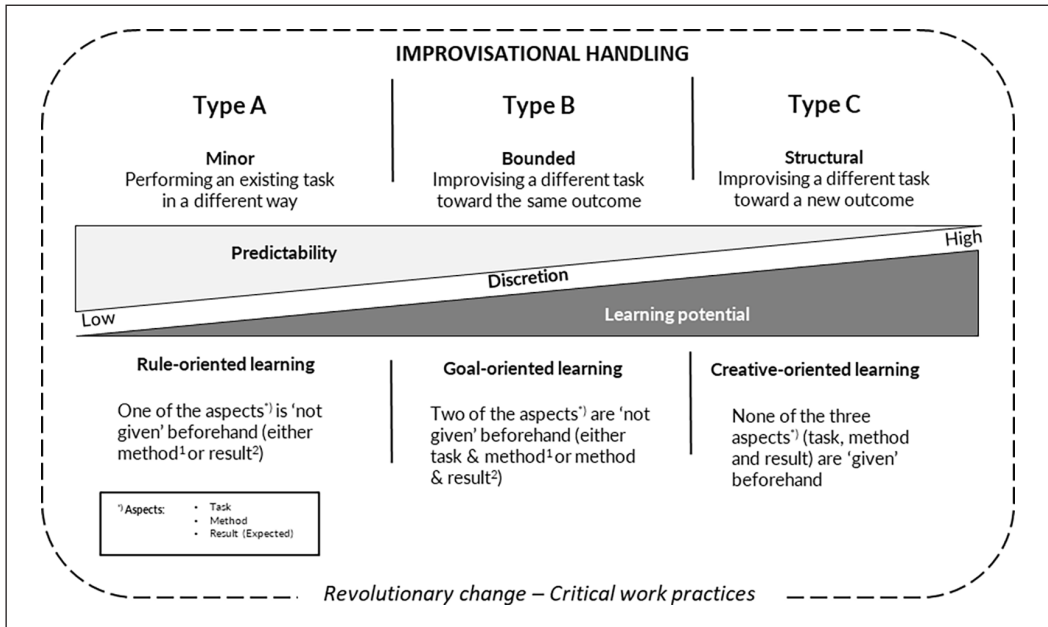 IMPROVISATIONAL HANDLING
Type A
Minor
Performing an existing task
in a different way
Type B
Bounded
Improvising a different task
toward the same outcome
Type C
Structural
Improvising a different task
toward a new outcome
Predictability
High
Discretion
Low
Learning potential
Rule-oriented learning
One of the aspects*) is ‘not
given’ beforehand (either
method¹ or result²)
Goal-oriented learning
Two of the aspects*) are ‘not
given’ beforehand (either
task & method¹ or method
& result²)
Creative-oriented learning
None of the three
aspects*) (task, method
and result) are ‘given’
beforehand
*) Aspects:
• Task
• Method
• Result (Expected)
Revolutionary change – Critical work practices